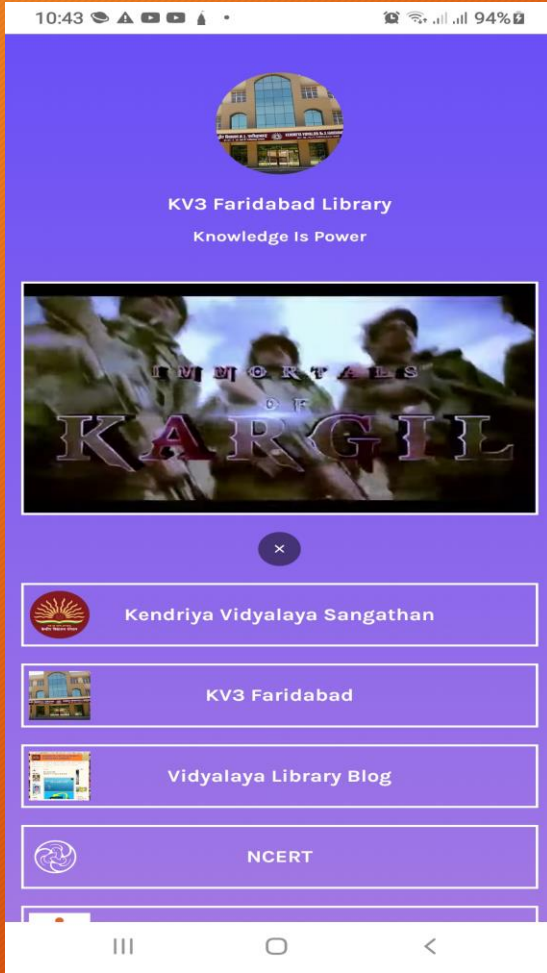 10:43
94%
KV3 Faridabad Library
Knowledge Is Power
IMMORTALS
OF
KARGIL
×
Kendriya Vidyalaya Sangathan
KV3 Faridabad
Vidyalaya Library Blog
NCERT